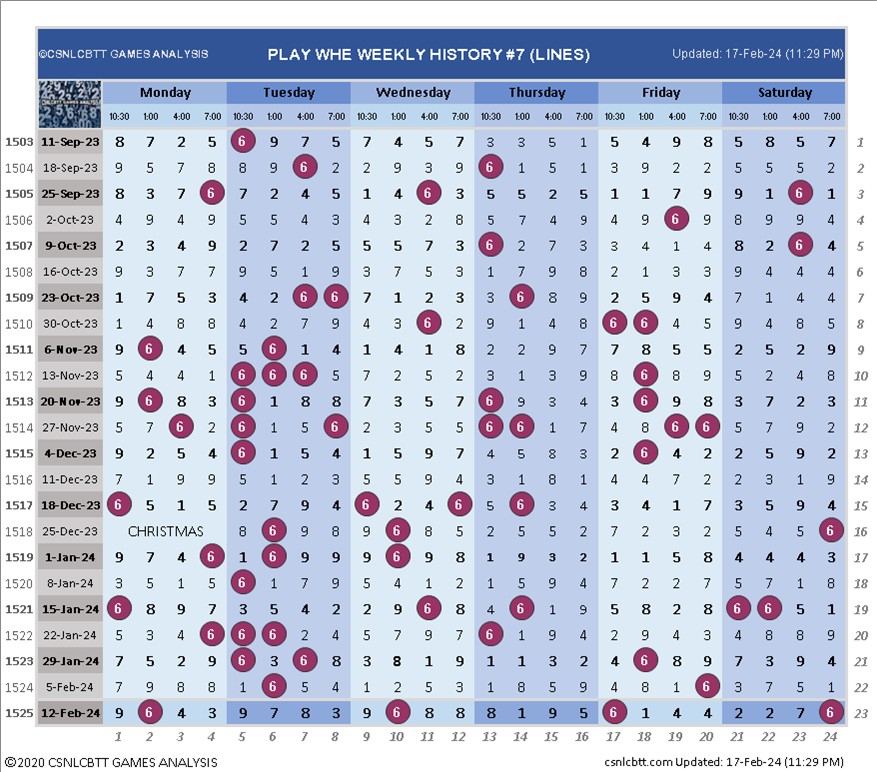 ©CSNLCBTT GAMES ANALYSIS PLAY WHE WEEKLY HISTORY #7 (LINES) Updated: 17-Feb-24 (11:29 PM)
CSNLCBTT GAMES ANALYSIS Monday Tuesday Wednesday Thursday Friday Saturday
10:30 1:00 4:00 7:00 10:30 1:00 4:00 7:00 10:30 1:00 4:00 7:00 10:30 1:00 4:00 7:00 10:30 1:00 4:00 7:00 10:30 1:00 4:00 7:00
1503 11-Sep-23 8 7 2 5 6 9 7 5 7 4 5 7 3 3 5 1 5 4 9 8 5 8 5 7 1
1504 18-Sep-23 9 5 7 8 8 9 6 2 2 9 3 9 6 1 5 1 3 9 2 2 5 5 5 2 2
1505 25-Sep-23 8 3 7 6 7 2 4 5 1 4 6 3 5 5 2 5 1 1 7 9 9 1 6 1 3
1506 2-Oct-23 4 9 4 9 5 5 4 3 4 3 2 8 5 7 4 9 4 9 6 9 8 9 9 4 4
1507 9-Oct-23 2 3 4 9 2 7 2 5 5 5 7 3 6 2 7 3 3 4 1 4 8 2 6 4 5
1508 16-Oct-23 9 3 7 7 9 5 1 9 3 7 5 3 1 7 9 8 2 1 3 3 9 4 4 4 6
1509 23-Oct-23 1 7 5 3 4 2 6 6 7 1 2 3 3 6 8 9 2 5 9 4 7 1 4 4 7
1510 30-Oct-23 1 4 8 8 4 2 7 9 4 3 6 2 9 1 4 8 6 6 4 5 9 4 8 5 8
1511 6-Nov-23 9 6 4 5 5 6 1 4 1 4 1 8 2 2 9 7 7 8 5 5 2 5 2 9 9
1512 13-Nov-23 5 4 4 1 6 6 6 5 7 2 5 2 3 1 3 9 8 6 8 9 5 2 4 8 10
1513 20-Nov-23 9 6 8 3 6 1 8 8 7 3 5 7 6 9 3 4 3 6 9 8 3 7 2 3 11
1514 27-Nov-23 5 7 6 2 6 1 5 6 2 3 5 5 6 6 1 7 4 8 6 6 5 7 9 2 12
1515 4-Dec-23 9 2 5 4 6 1 5 4 1 5 9 7 4 5 8 3 2 6 4 2 2 5 9 2 13
1516 11-Dec-23 7 1 9 9 5 1 2 3 5 5 9 4 3 1 8 1 4 4 7 2 2 1 9 1 14
1517 18-Dec-23 6 5 1 5 2 7 9 4 6 2 4 6 5 6 3 4 3 4 1 7 3 5 9 4 15
1518 25-Dec-23 CHRISTMAS 8 6 9 8 9 6 8 5 2 5 5 2 7 2 3 2 5 4 5 6 16
1519 1-Jan-24 9 7 4 6 1 6 9 9 9 6 9 8 1 9 3 2 1 1 5 8 4 4 4 3 17
1520 8-Jan-24 3 5 1 5 6 1 7 9 5 4 1 2 1 5 9 4 7 2 2 7 5 7 1 8 18
1521 15-Jan-24 6 8 9 7 3 5 4 2 2 9 6 8 4 6 1 9 5 8 2 8 6 6 5 1 19
1522 22-Jan-24 5 3 4 6 6 6 2 4 5 7 9 7 6 1 9 4 2 9 4 3 4 8 8 9 20
1523 29-Jan-24 7 5 2 9 6 3 6 8 3 8 1 9 1 1 3 2 4 6 8 9 7 3 9 4 21
1524 5-Feb-24 7 9 8 8 1 6 5 4 1 2 5 3 1 8 5 9 4 8 1 6 3 7 5 1 22
1525 12-Feb-24 9 6 4 3 9 7 8 3 9 6 8 8 8 1 9 5 6 1 4 4 2 2 7 6 23
1 2 3 4 5 6 7 8 9 10 11 12 13 14 15 16 17 18 19 20 21 22 23 24
©2020 CSNLCBTT GAMES ANALYSIS csnlcbtt.com Updated: 17-Feb-24 (11:29 PM)